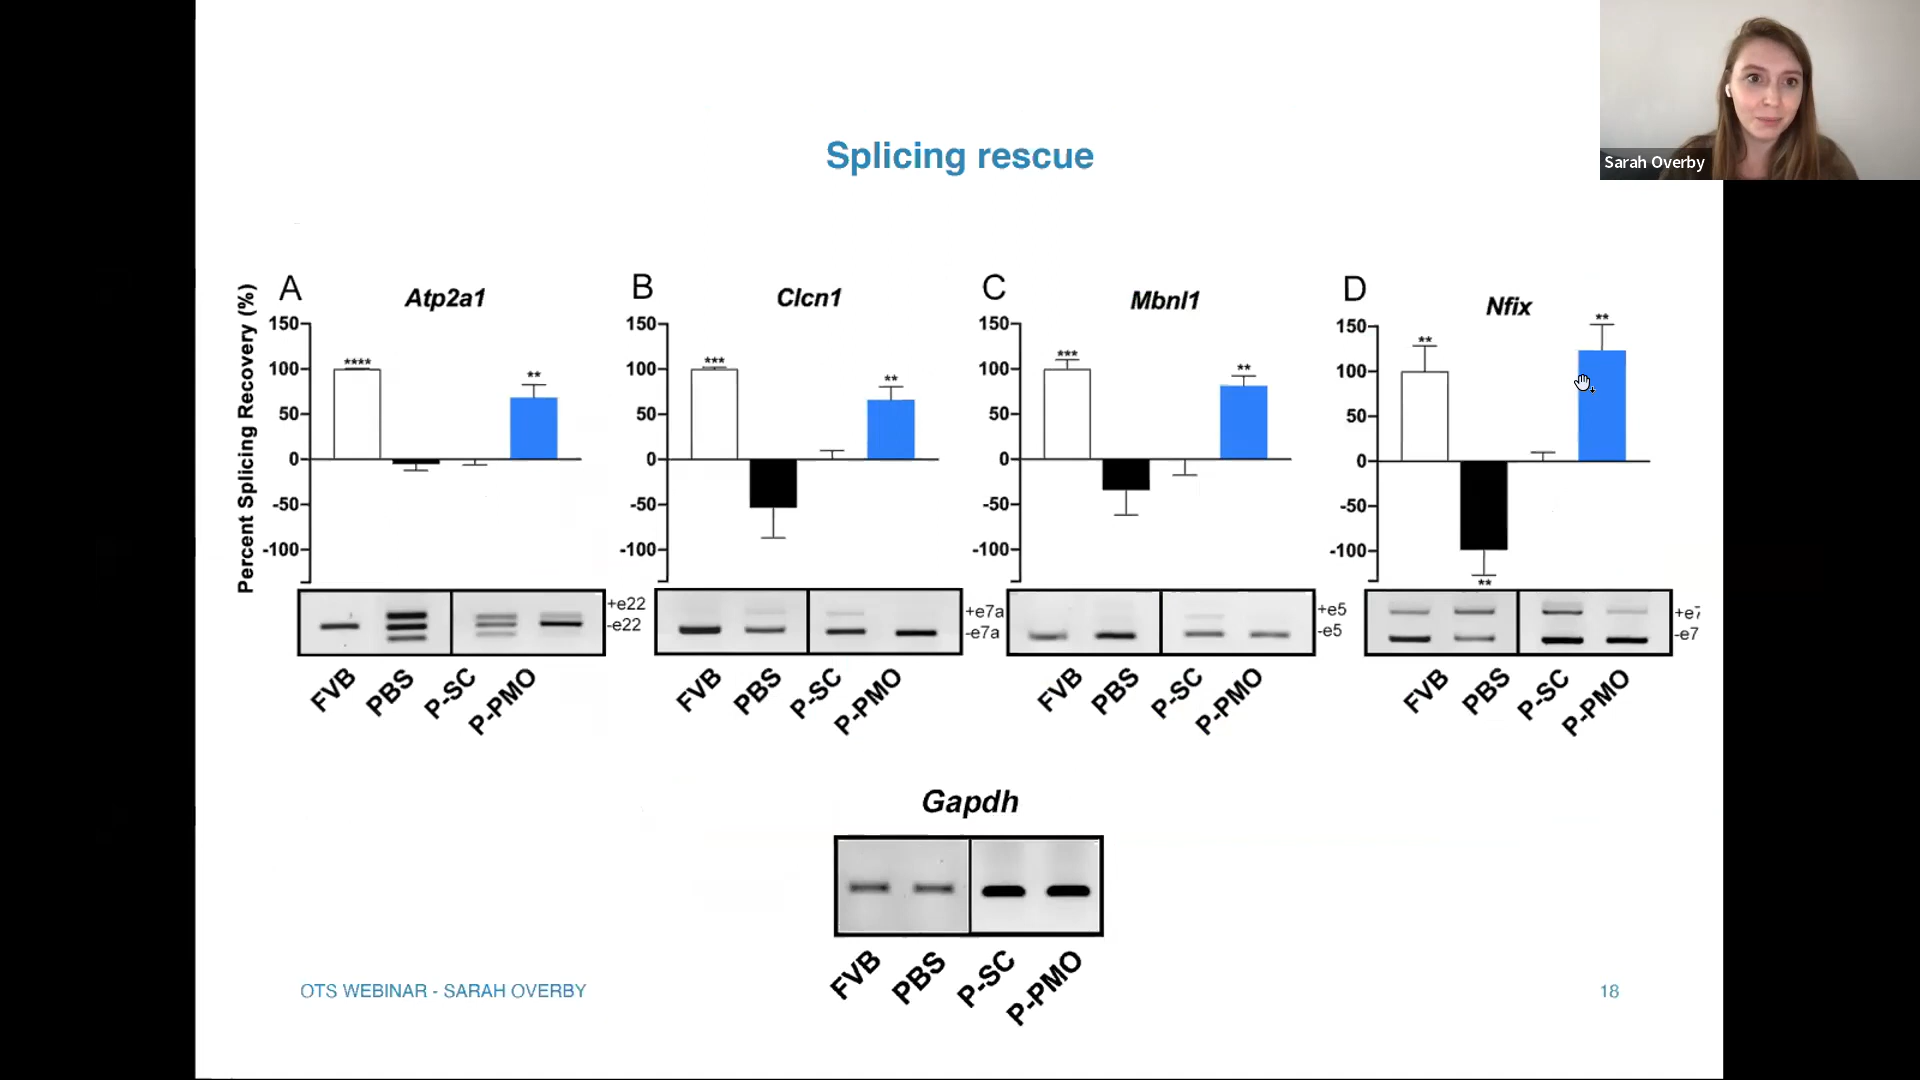 Sarah Overby
Splicing rescue
Percent Splicing Recovery (%)
A
Atp2a1
150
100
50
0
-50
-100
****
**
+e22
-e22
FVB
PBS
P-SC
P-PMO
B
Clcn1
150
100
50
0
-50
-100
***
**
+e7a
-e7a
FVB
PBS
P-SC
P-PMO
C
Mbnl1
150
100
50
0
-50
-100
***
**
+e5
-e5
FVB
PBS
P-SC
P-PMO
D
Nfix
150
100
50
0
-50
-100
**
**
**
+e7
-e7
FVB
PBS
P-SC
P-PMO
Gapdh
FVB
PBS
P-SC
P-PMO
OTS WEBINAR - SARAH OVERBY
18